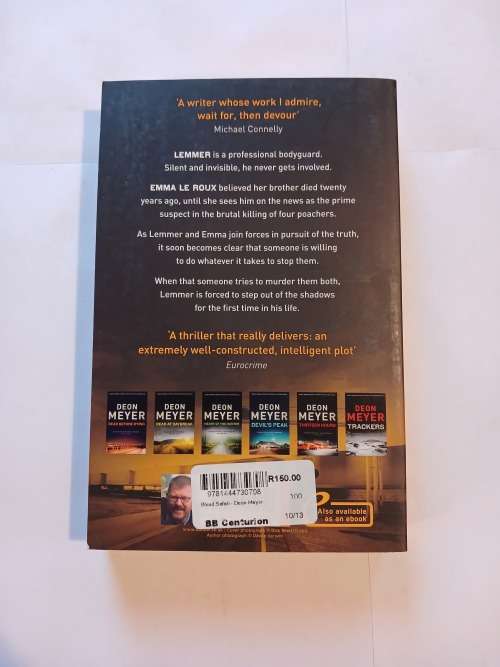 'A writer whose work I admire,
wait for, then devour'
Michael Connelly
LEMMER is a professional bodyguard.
Silent and invisible, he never gets involved.
EMMA LE ROUX believed her brother died twenty
years ago, until she sees him on the news as the prime
suspect in the brutal killing of four poachers.
As Lemmer and Emma join forces in pursuit of the truth,
it soon becomes clear that someone is willing
to do whatever it takes to stop them.
When that someone tries to murder them both,
Lemmer is forced to step out of the shadows
for the first time in his life.
'A thriller that really delivers: an
extremely well-constructed, intelligent plot'
Eurocrime
DEON MEYER DEAD BEFORE DYING
DEON MEYER DEAD AT DAYBREAK
DEON MEYER HEART OF THE HUNTER
DEON MEYER DEVIL'S PEAK
DEON MEYER THIRTEEN HOURS
DEON MEYER TRACKERS
R150.00
9781444730708
Blood Safari - Deon Meyer
100
BB Centurion
10/13
Also available
as an ebook
Author photograph ©